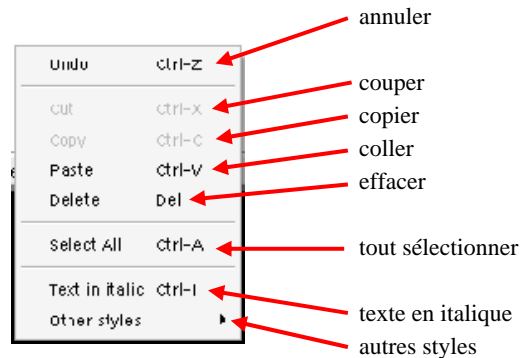 annuler
Undo Ctrl-Z
couper
Cut Ctrl-X
copier
Copy Ctrl-C
coller
Paste Ctrl-V
effacer
Delete Del
Select All Ctrl-A
tout sélectionner
Text in italic Ctrl-I
texte en italique
Other styles
autres styles